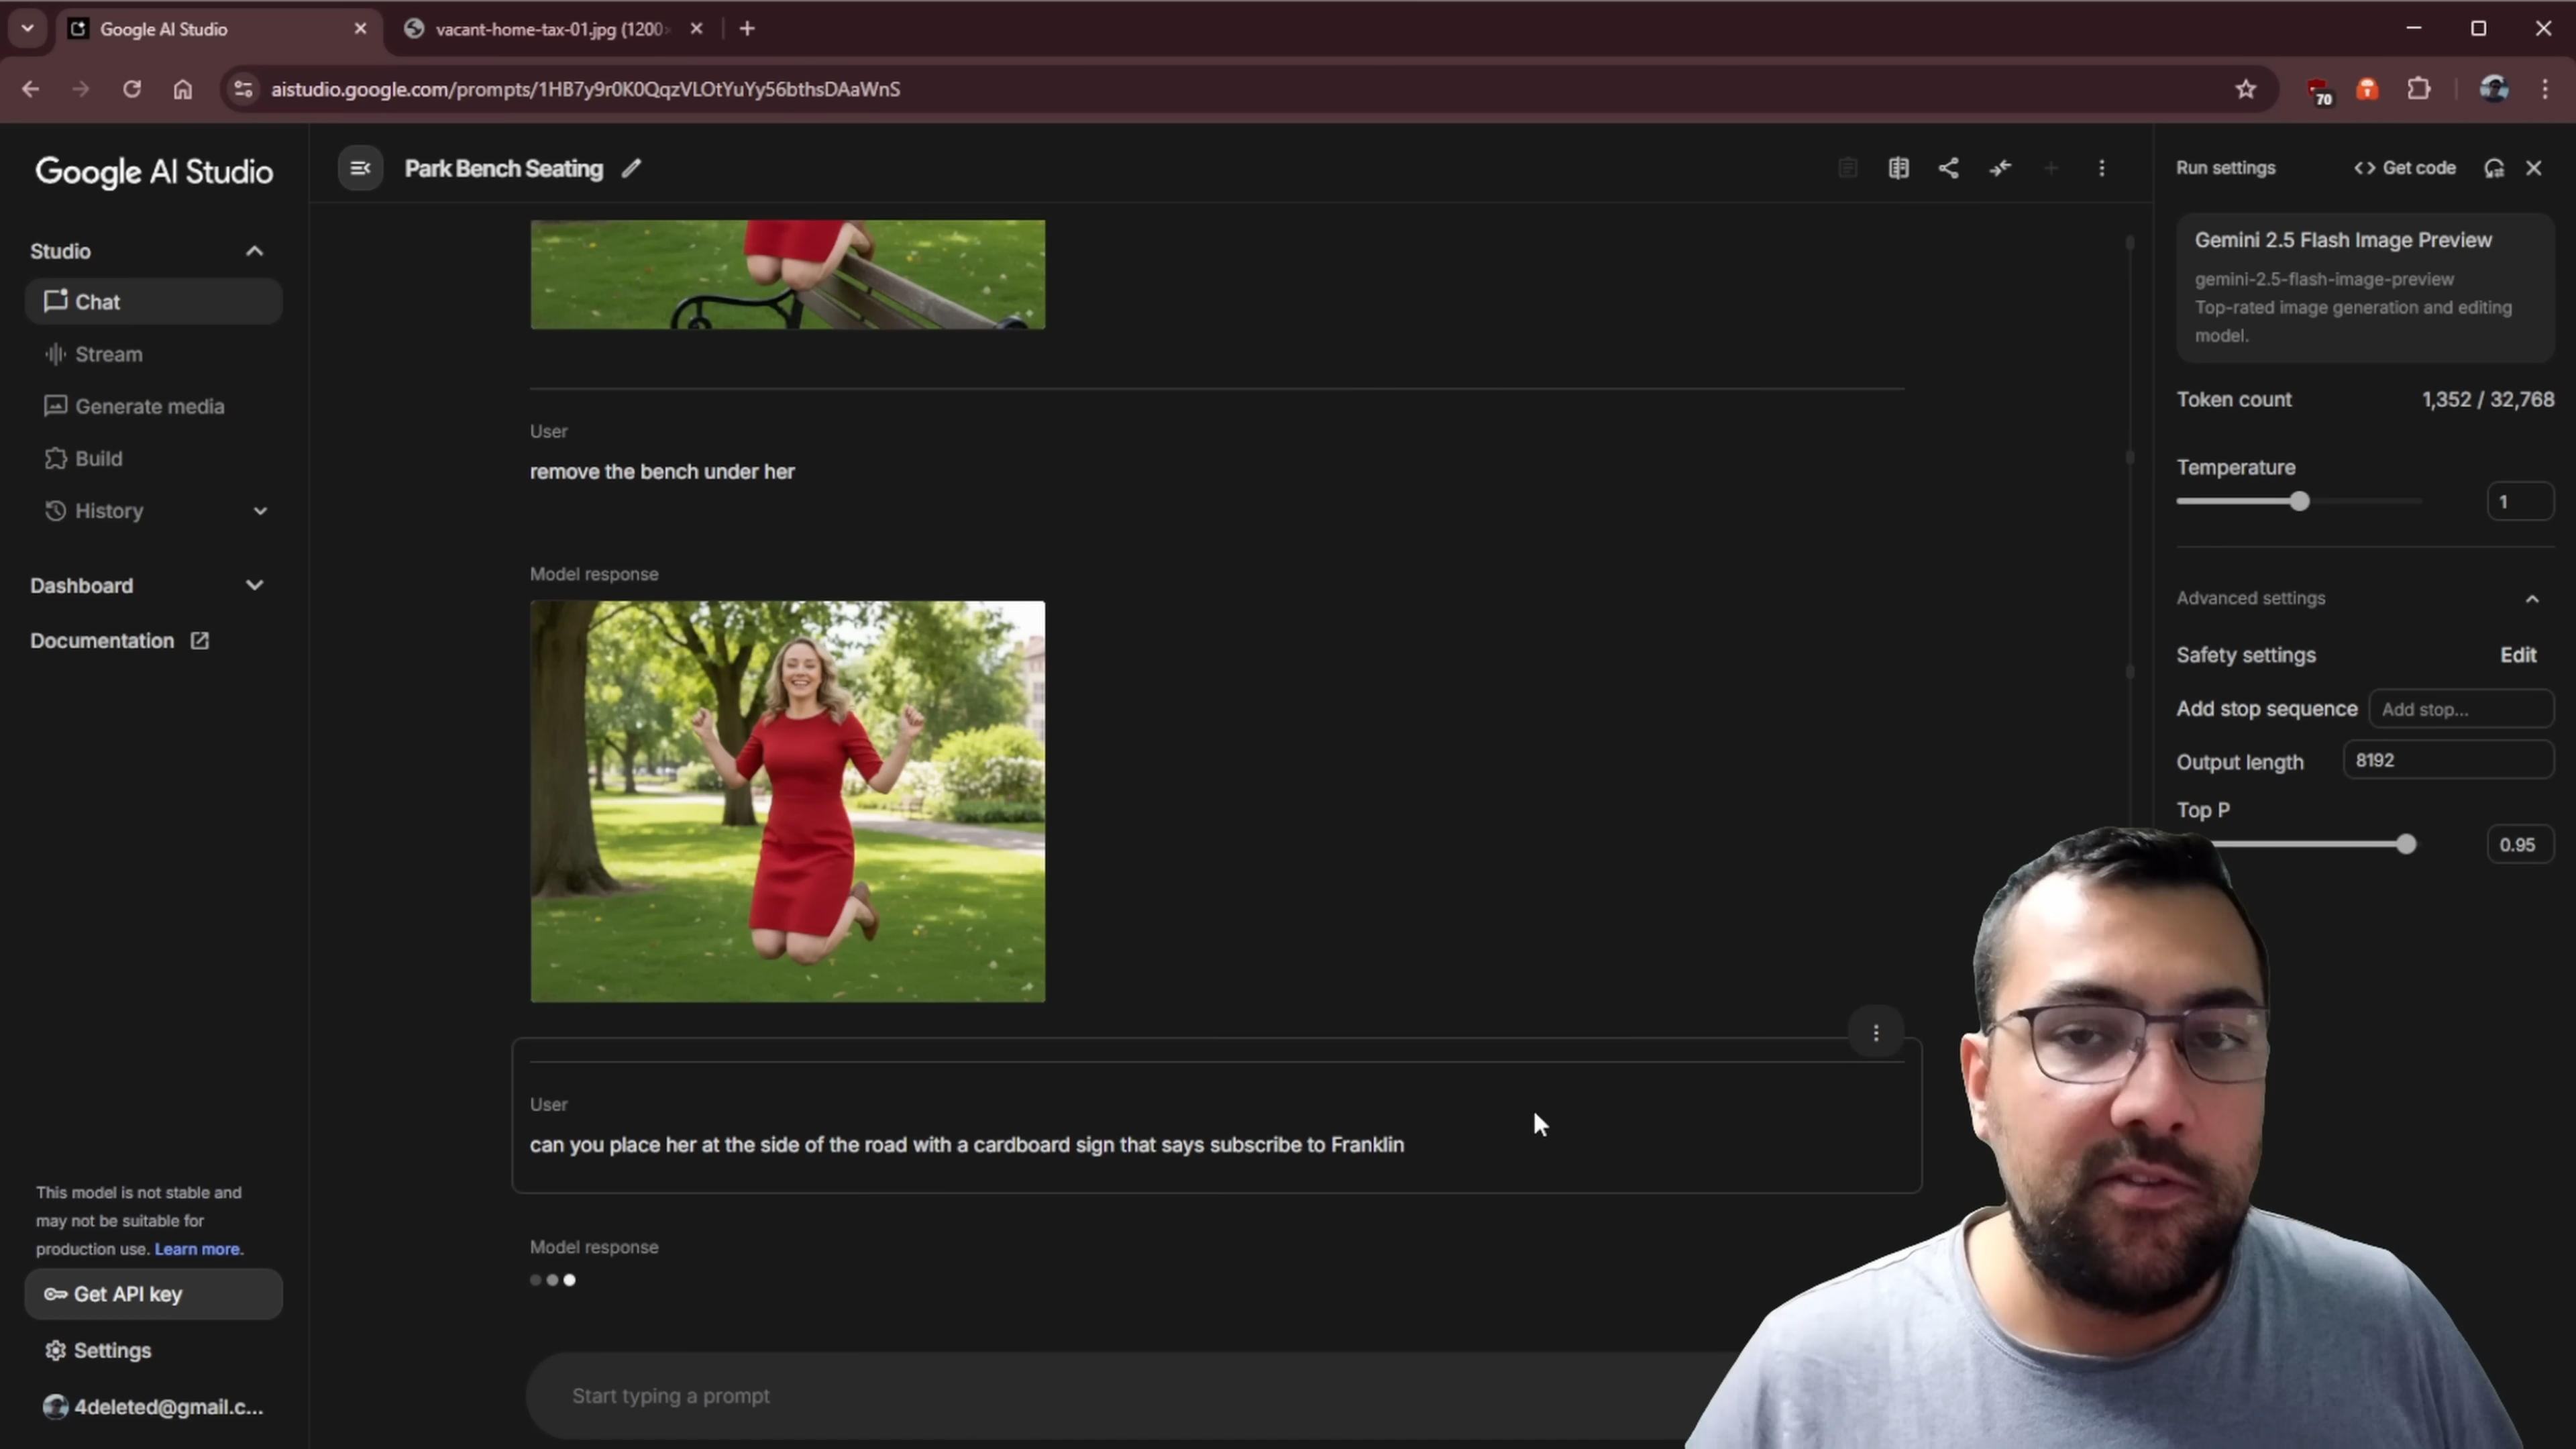 Google AI Studio
vacant-home-tax-01.jpg (1200
aistudio.google.com/prompts/1HB7y9r0K0QqzVLOtYuYy56bthsDAaWnS
70
Google AI Studio
Studio
Chat
Stream
Generate media
Build
History
Dashboard
Documentation
This model is not stable and
may not be suitable for
production use. Learn more.
Get API key
Settings
4deleted@gmail.c...
Park Bench Seating
User
remove the bench under her
Model response
User
can you place her at the side of the road with a cardboard sign that says subscribe to Franklin
Model response
Start typing a prompt
Run settings
Get code
Gemini 2.5 Flash Image Preview
gemini-2.5-flash-image-preview
Top-rated image generation and editing
model.
Token count 1,352 / 32,768
Temperature
1
Advanced settings
Safety settings Edit
Add stop sequence Add stop...
Output length 8192
Top P
0.95